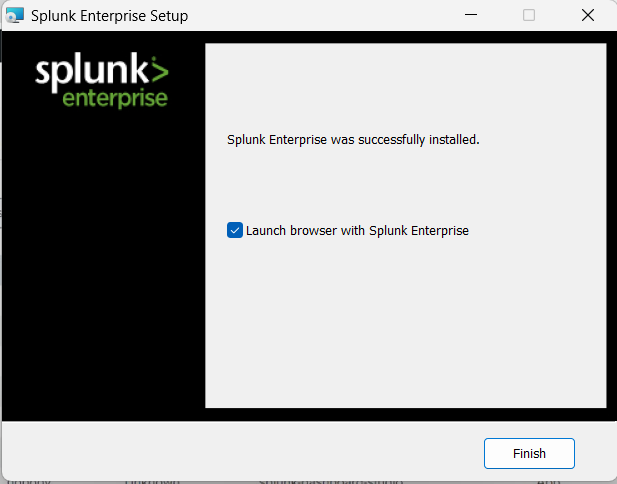 Splunk Enterprise Setup
splunk>
enterprise
Splunk Enterprise was successfully installed.
Launch browser with Splunk Enterprise
Finish